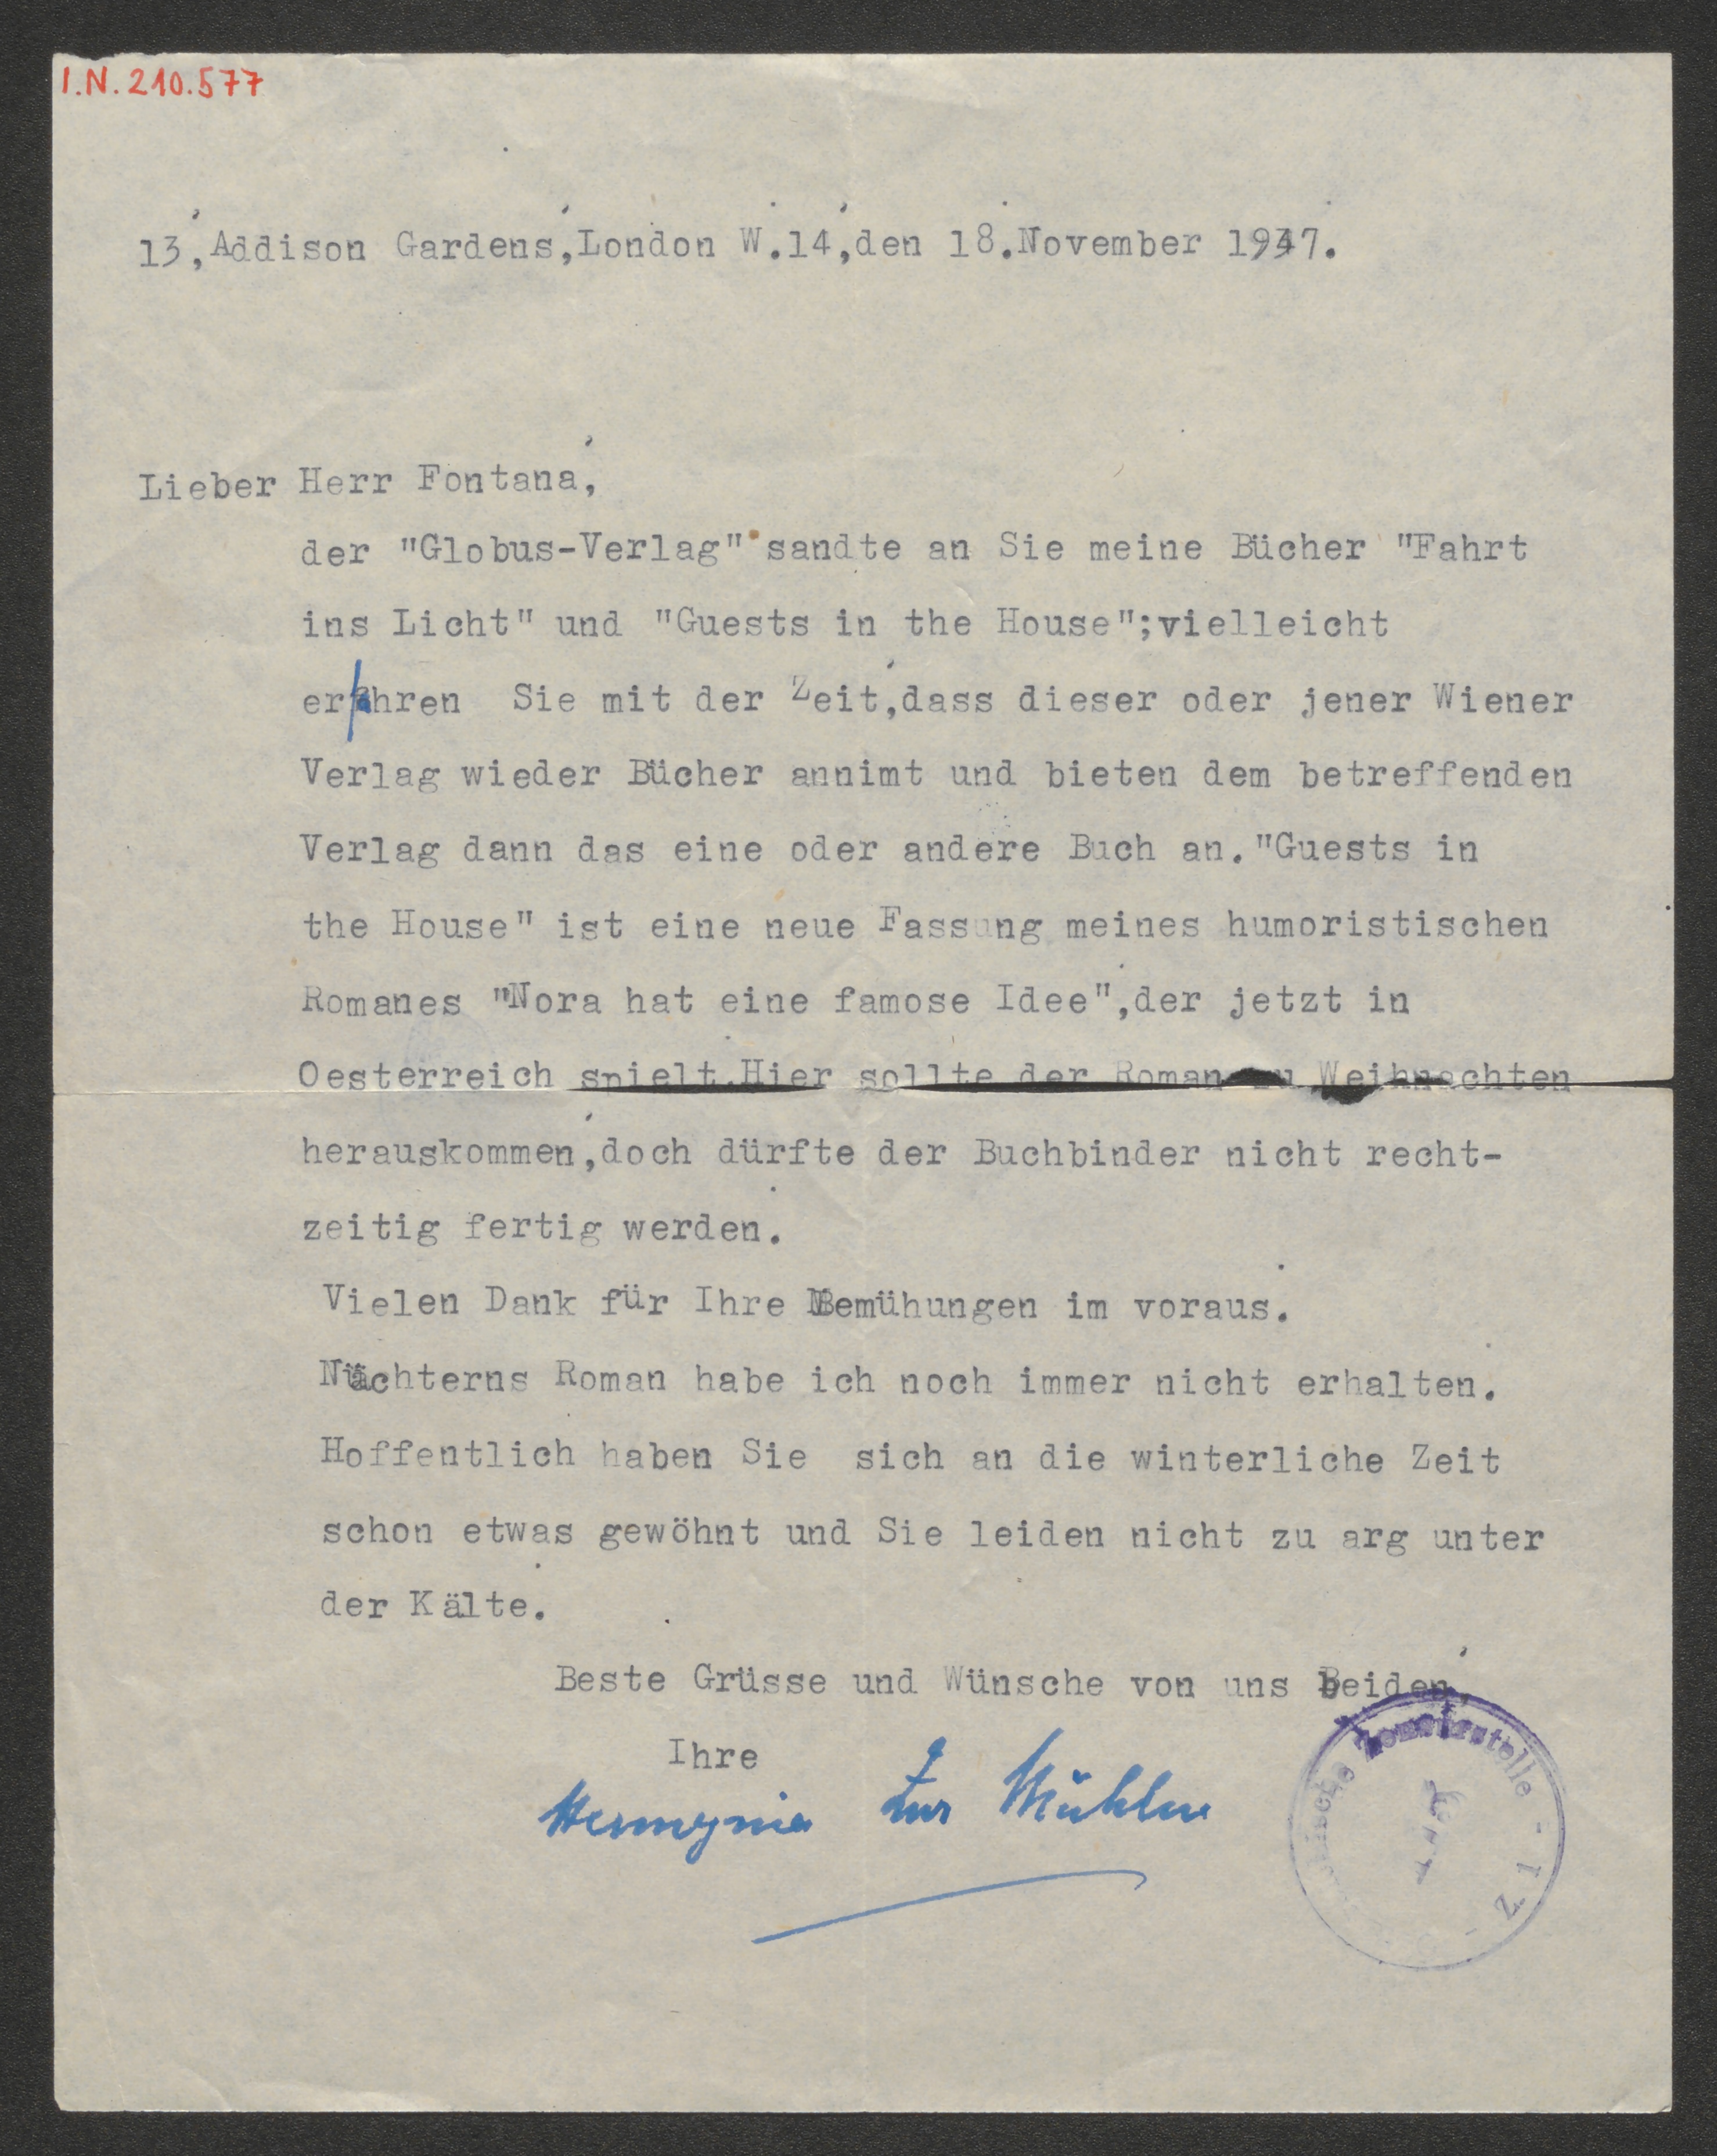 I.N. 210.577
13, Addison Gardens, London W.14, den 18. November 1947.
Lieber Herr Fontana,
der "Globus-Verlag" sandte an Sie meine Bücher "Fahrt
ins Licht" und "Guests in the House"; vielleicht
erfahren Sie mit der Zeit, dass dieser oder jener Wiener
Verlag wieder Bücher annimt und bieten dem betreffenden
Verlag dann das eine oder andere Buch an. "Guests in
the House" ist eine neue Fassung meines humoristischen
Romanes "Nora hat eine famose Idee", der jetzt in
Oesterreich spielt. Hier sollte der Roman zu Weihnachten
herauskommen, doch dürfte der Buchbinder nicht recht-
zeitig fertig werden.
Vielen Dank für Ihre Bemühungen im voraus.
Nüchterns Roman habe ich noch immer nicht erhalten.
Hoffentlich haben Sie sich an die winterliche Zeit
schon etwas gewöhnt und Sie leiden nicht zu arg unter
der Kälte.
Beste Grüsse und Wünsche von uns Beiden,
Ihre
Hermynia Zur Mühlen